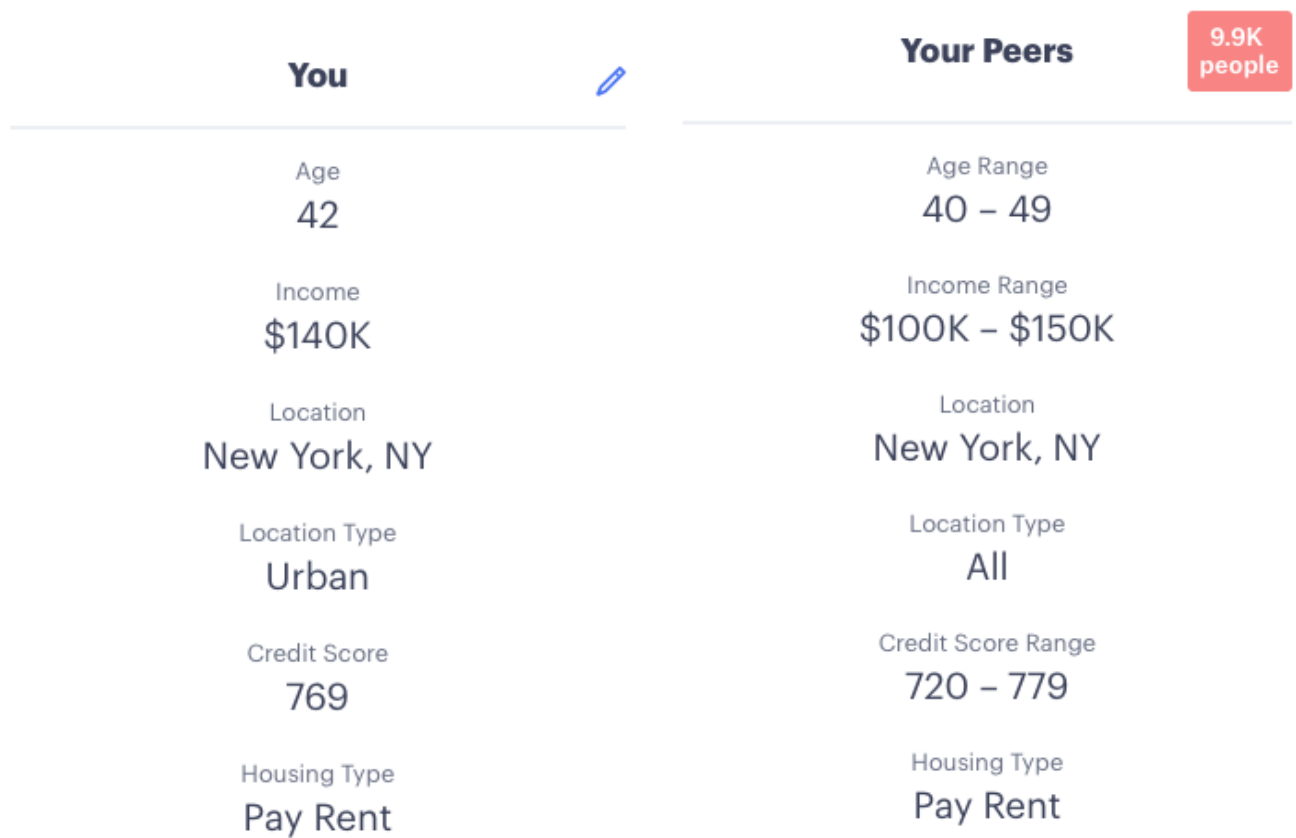 You
Age
42
Income
$140K
Location
New York, NY
Location Type
Urban
Credit Score
769
Housing Type
Pay Rent
Your Peers
9.9K
people
Age Range
40 – 49
Income Range
$100K – $150K
Location
New York, NY
Location Type
All
Credit Score Range
720 – 779
Housing Type
Pay Rent